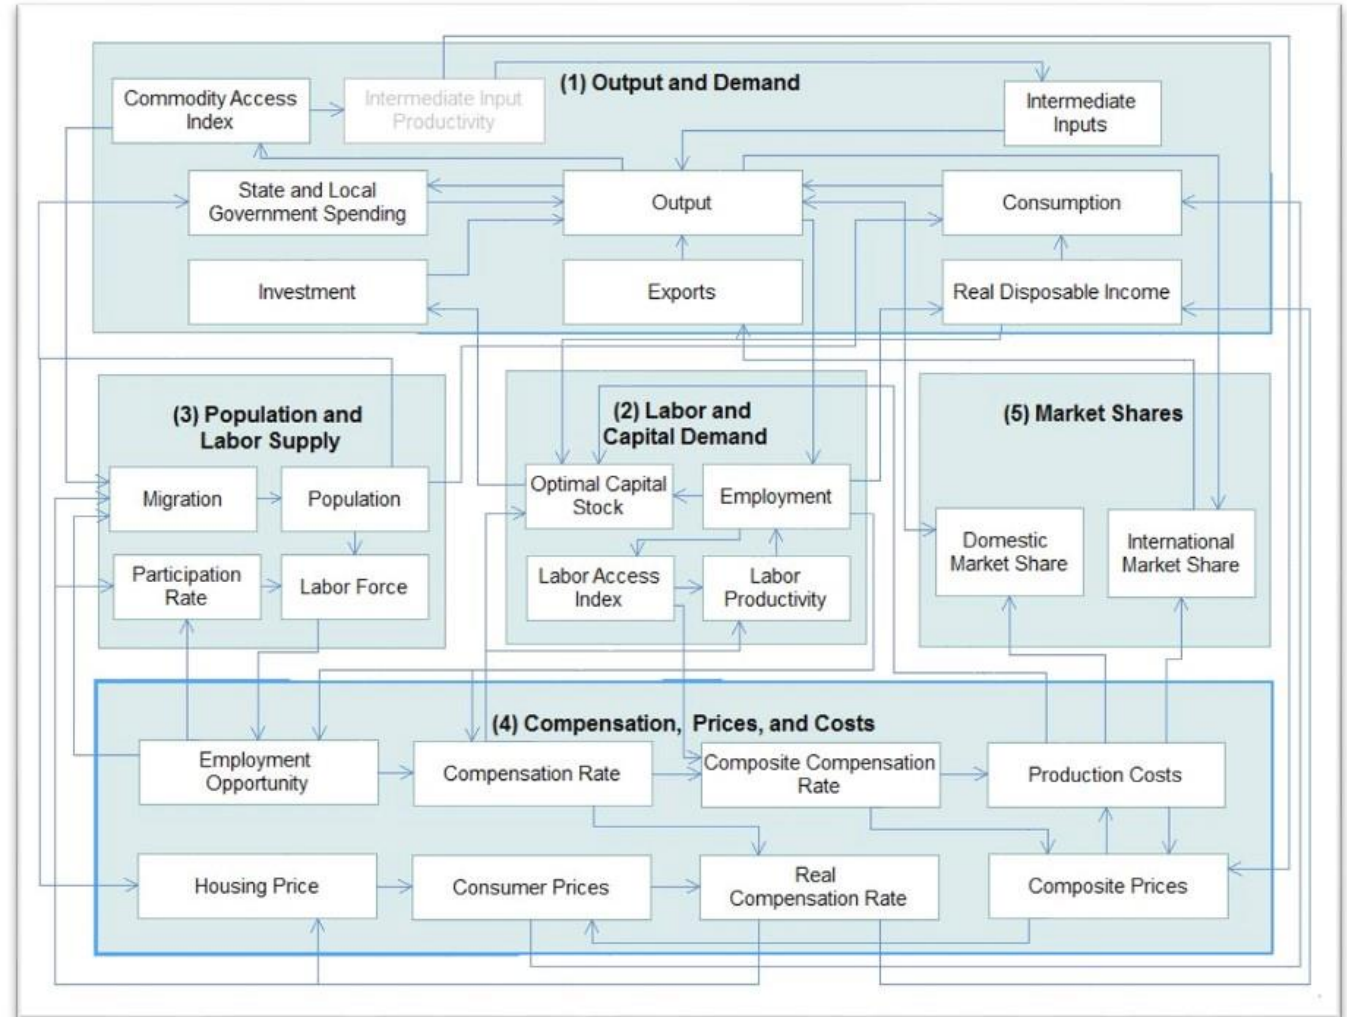 (1) Output and Demand
Commodity Access
Index
Intermediate Input
Productivity
Intermediate
Inputs
State and Local
Government Spending
Output
Consumption
Investment
Exports
Real Disposable Income
(3) Population and
Labor Supply
(2) Labor and
Capital Demand
(5) Market Shares
Migration
Population
Optimal Capital
Stock
Employment
Domestic
Market Share
International
Market Share
Participation
Rate
Labor Force
Labor Access
Index
Labor
Productivity
(4) Compensation, Prices, and Costs
Employment
Opportunity
Compensation Rate
Composite Compensation
Rate
Production Costs
Housing Price
Consumer Prices
Real
Compensation Rate
Composite Prices